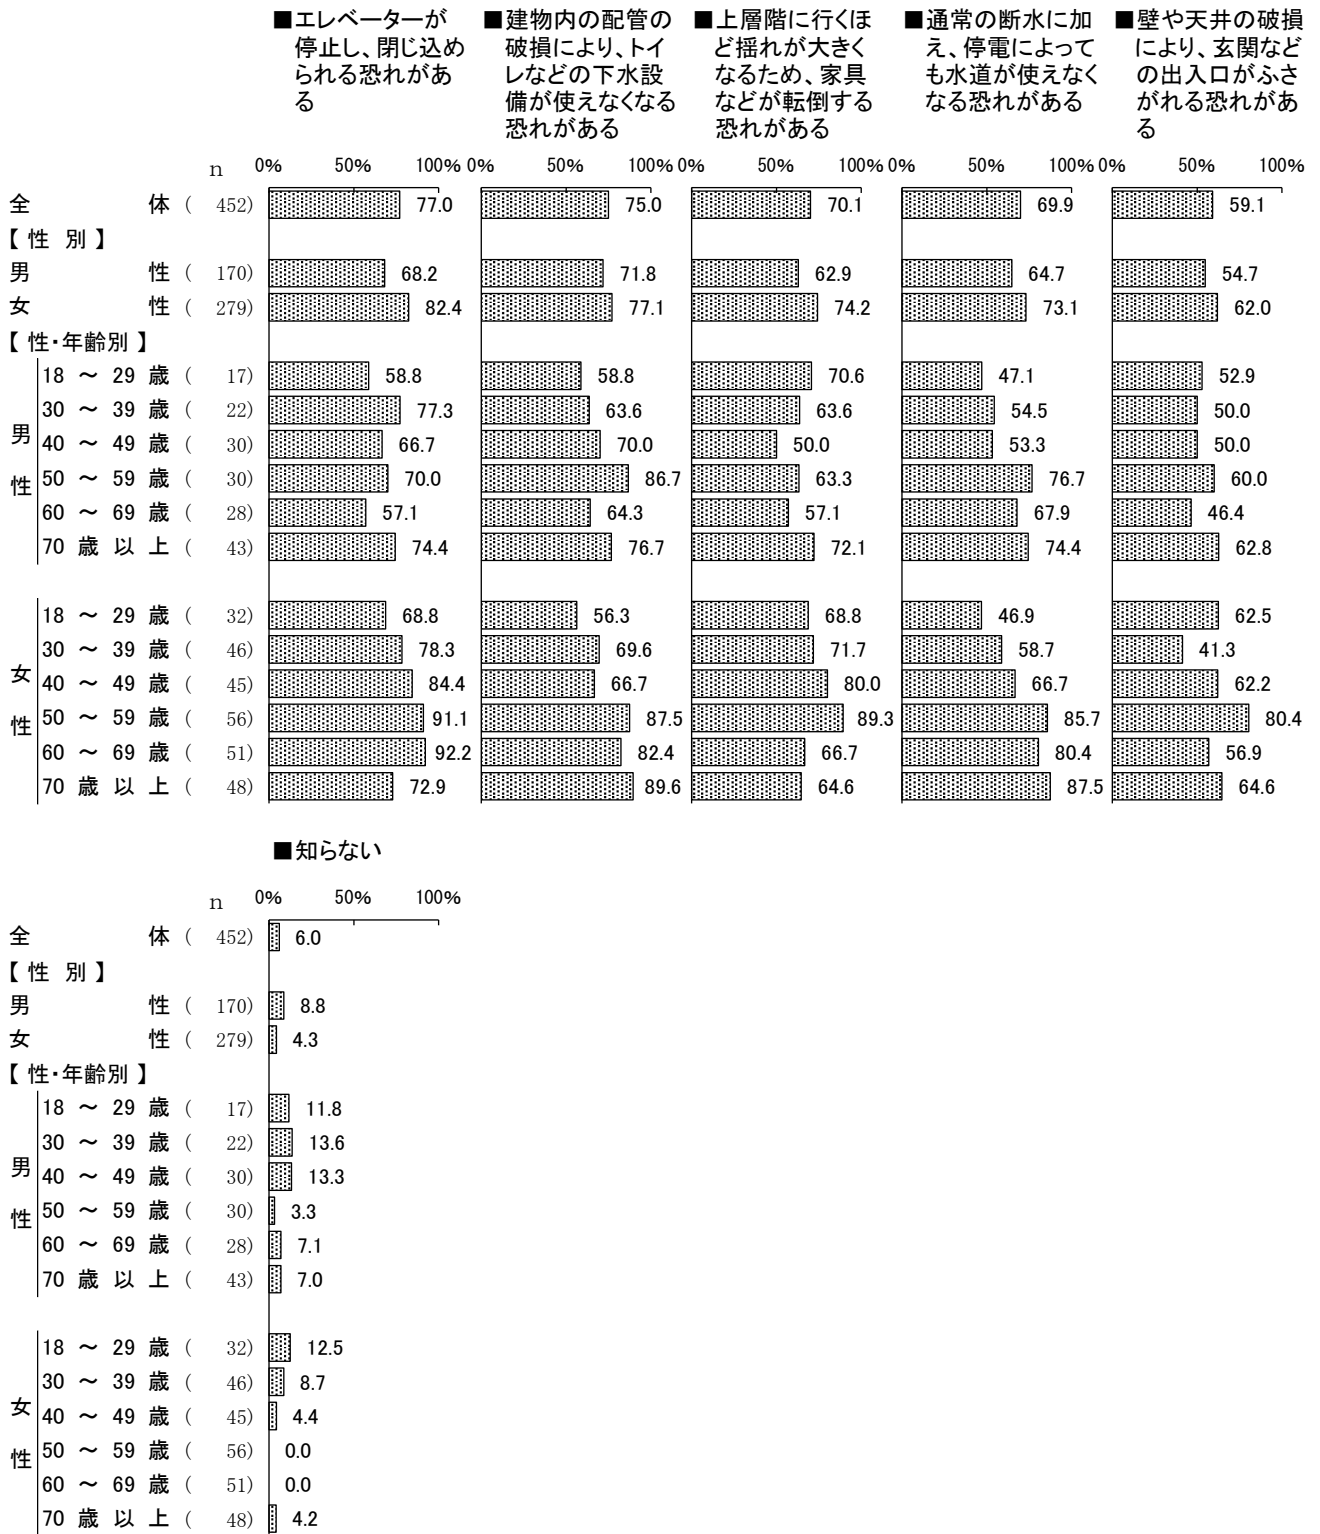 ■エレベーターが
停止し、閉じ込め
られる恐れがあ
る
■建物内の配管の
破損により、トイ
レなどの下水設
備が使えなくなる
恐れがある
■上層階に行くほ
ど揺れが大きく
なるため、家具
などが転倒する
恐れがある
■通常の断水に加
え、停電によって
も水道が使えなく
なる恐れがある
■壁や天井の破損
により、玄関など
の出入口がふさ
がれる恐れがあ
る
n 0% 50% 100% 0% 50% 100% 0% 50% 100% 0% 50% 100% 0% 50% 100%
全 体 ( 452) 77.0 75.0 70.1 69.9 59.1
【 性 別 】
男 性 ( 170) 68.2 71.8 62.9 64.7 54.7
女 性 ( 279) 82.4 77.1 74.2 73.1 62.0
【 性・年齢別 】
男性
18 ～ 29 歳 ( 17) 58.8 58.8 70.6 47.1 52.9
30 ～ 39 歳 ( 22) 77.3 63.6 63.6 54.5 50.0
40 ～ 49 歳 ( 30) 66.7 70.0 50.0 53.3 50.0
50 ～ 59 歳 ( 30) 70.0 86.7 63.3 76.7 60.0
60 ～ 69 歳 ( 28) 57.1 64.3 57.1 67.9 46.4
70 歳 以 上 ( 43) 74.4 76.7 72.1 74.4 62.8
女性
18 ～ 29 歳 ( 32) 68.8 56.3 68.8 46.9 62.5
30 ～ 39 歳 ( 46) 78.3 69.6 71.7 58.7 41.3
40 ～ 49 歳 ( 45) 84.4 66.7 80.0 66.7 62.2
50 ～ 59 歳 ( 56) 91.1 87.5 89.3 85.7 80.4
60 ～ 69 歳 ( 51) 92.2 82.4 66.7 80.4 56.9
70 歳 以 上 ( 48) 72.9 89.6 64.6 87.5 64.6
■知らない
n 0% 50% 100%
全 体 ( 452) 6.0
【 性 別 】
男 性 ( 170) 8.8
女 性 ( 279) 4.3
【 性・年齢別 】
男性
18 ～ 29 歳 ( 17) 11.8
30 ～ 39 歳 ( 22) 13.6
40 ～ 49 歳 ( 30) 13.3
50 ～ 59 歳 ( 30) 3.3
60 ～ 69 歳 ( 28) 7.1
70 歳 以 上 ( 43) 7.0
女性
18 ～ 29 歳 ( 32) 12.5
30 ～ 39 歳 ( 46) 8.7
40 ～ 49 歳 ( 45) 4.4
50 ～ 59 歳 ( 56) 0.0
60 ～ 69 歳 ( 51) 0.0
70 歳 以 上 ( 48) 4.2